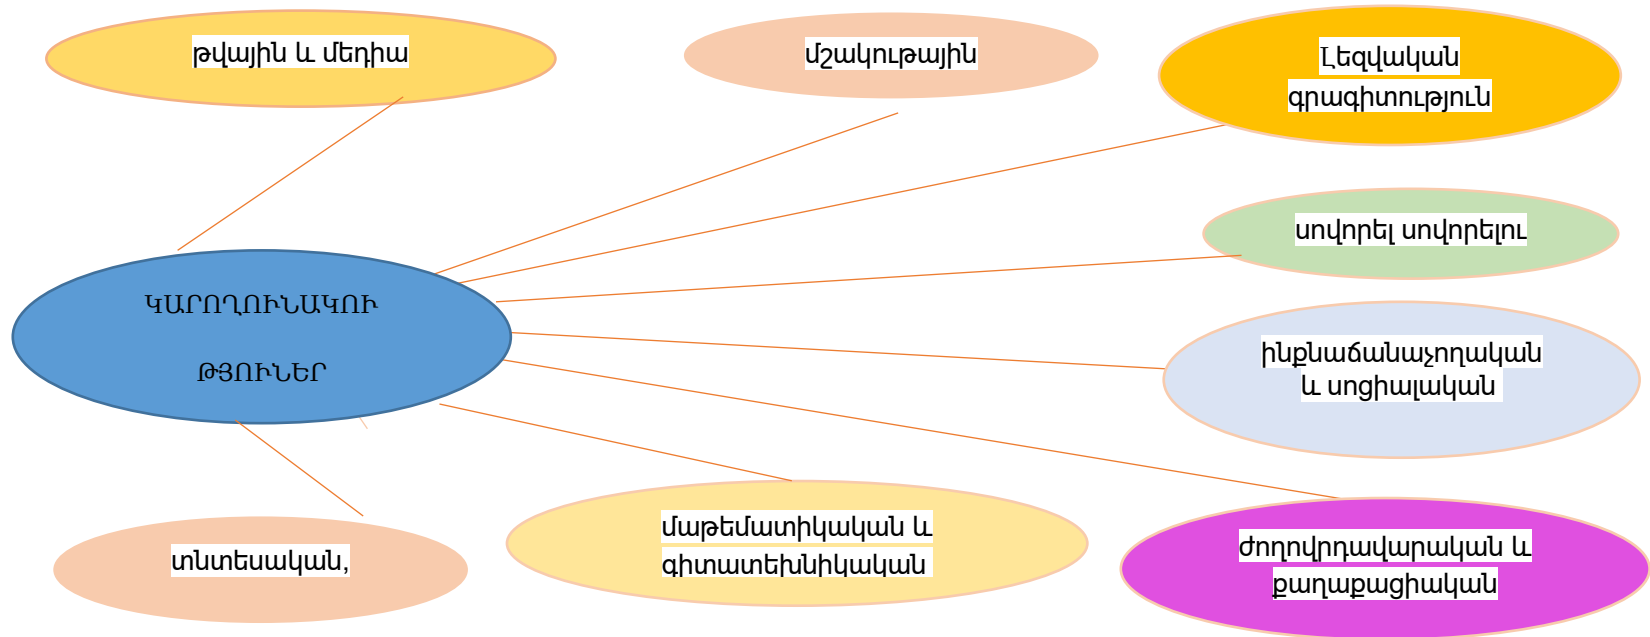 թվային և մեդիա
մշակութային
Լեզվական
գրագիտություն
սովորել սովորելու
ԿԱՐՈՂՈՒՆԱԿՈՒ
ԹՅՈՒՆԵՐ
ինքնաճանաչողական
և սոցիալական
տնտեսական,
մաթեմատիկական և
գիտատեխնիկական
ժողովրդավարական և
քաղաքացիական